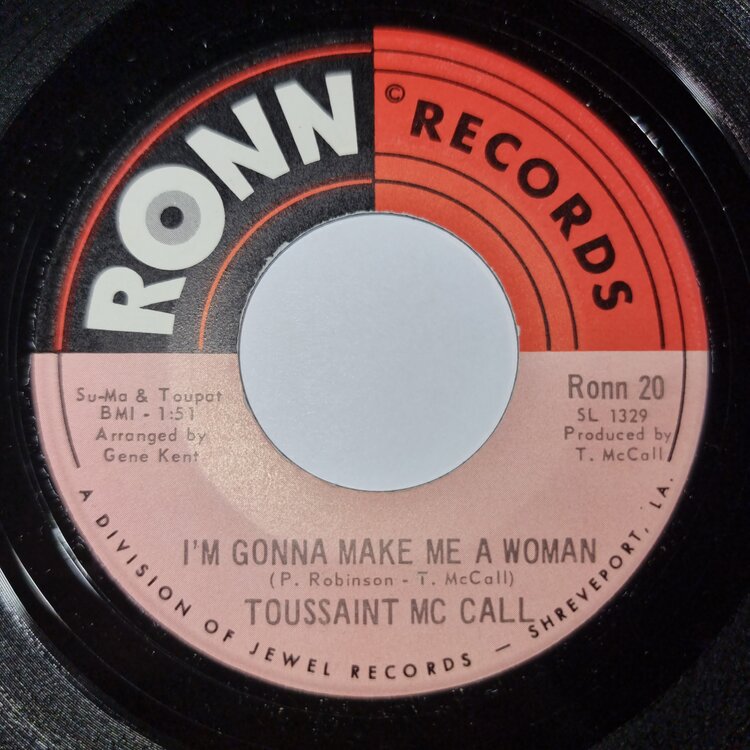 RONN
© RECORDS
Su-Ma & Toupat
BMI - 1:51
Arranged by
Gene Kent
Ronn 20
SL 1329
Produced by
T. McCall
I'M GONNA MAKE ME A WOMAN
(P. Robinson - T. McCall)
TOUSSAINT MC CALL
A DIVISION OF JEWEL RECORDS — SHREVEPORT, LA.